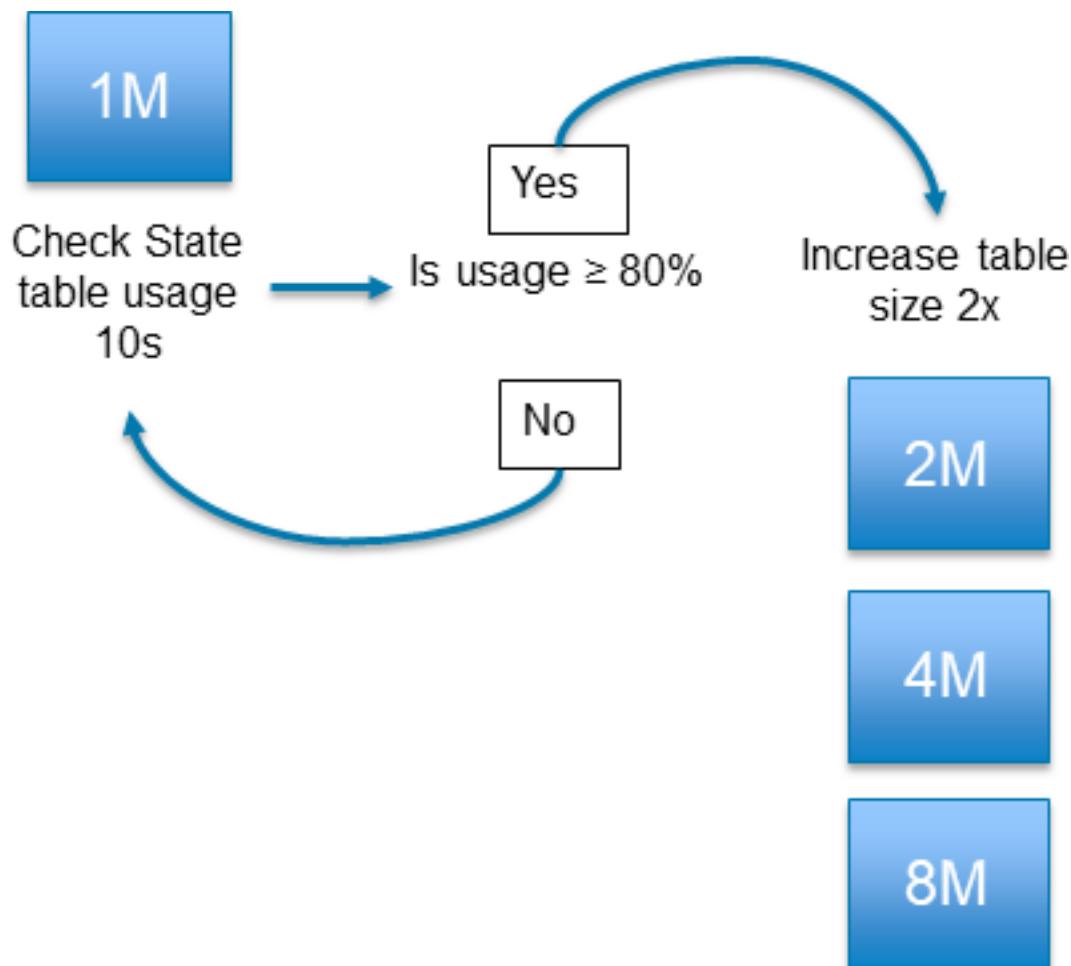 1M
Check State
table usage
10s
Yes
Is usage ≥ 80%
No
Increase table
size 2x
2M
4M
8M